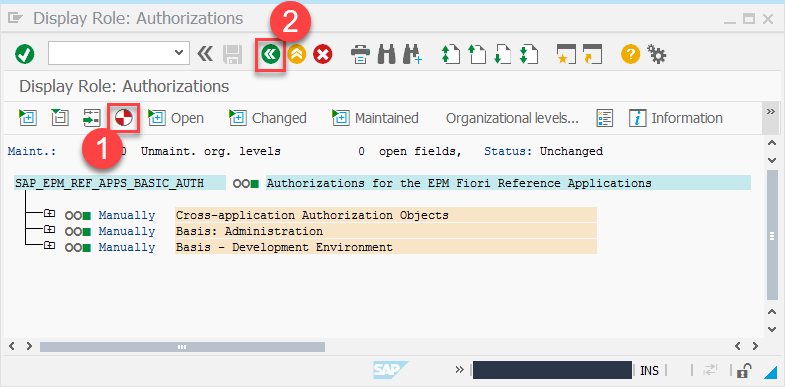 Display Role: Authorizations
2
Display Role: Authorizations
Open Changed Maintained Organizational levels... Information
1
Maint.: 0 Unmaint. org. levels 0 open fields, Status: Unchanged
SAP_EPM_REF_APPS_BASIC_AUTH Authorizations for the EPM Fiori Reference Applications
Manually Cross-application Authorization Objects
Manually Basis: Administration
Manually Basis - Development Environment
SAP INS